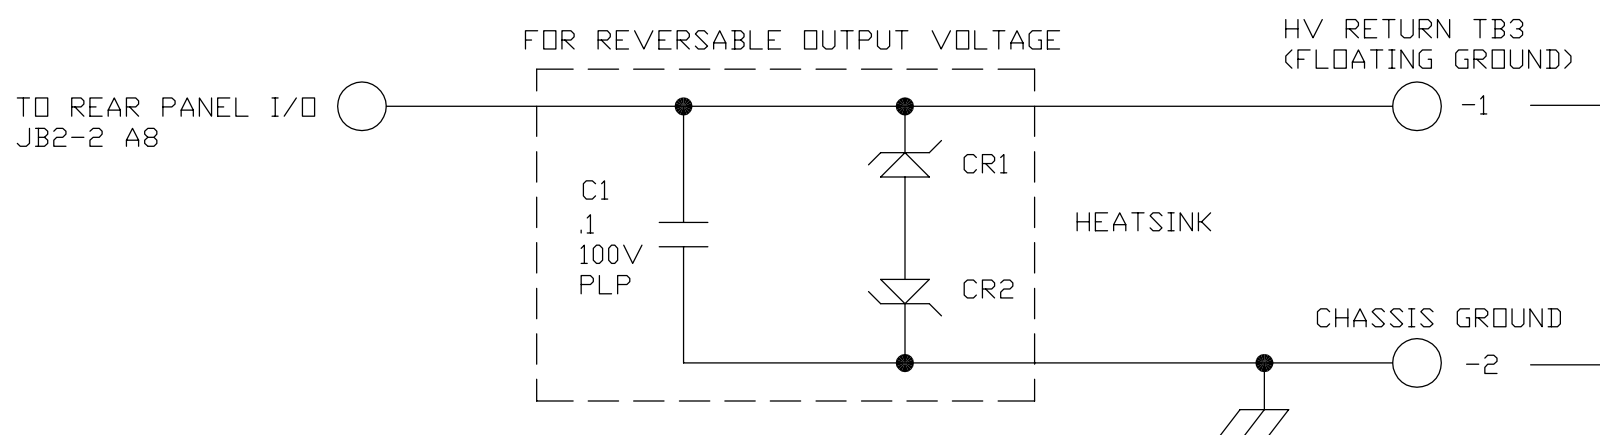 FOR REVERSABLE OUTPUT VOLTAGE
HV RETURN TB3
(FLOATING GROUND)
TO REAR PANEL I/O
JB2-2 A8
-1
CR1
C1
.1
100V
PLP
HEATSINK
CR2
CHASSIS GROUND
-2